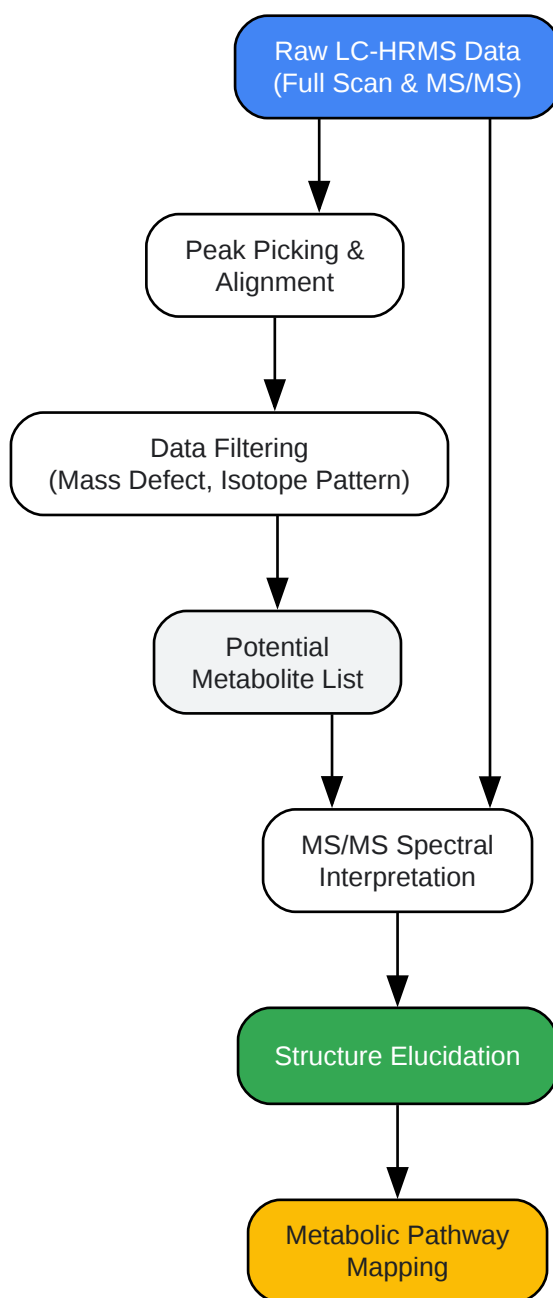 Raw LC-HRMS Data
(Full Scan & MS/MS)
Peak Picking &
Alignment
Data Filtering
(Mass Defect, Isotope Pattern)
Potential
Metabolite List
MS/MS Spectral
Interpretation
Structure Elucidation
Metabolic Pathway
Mapping